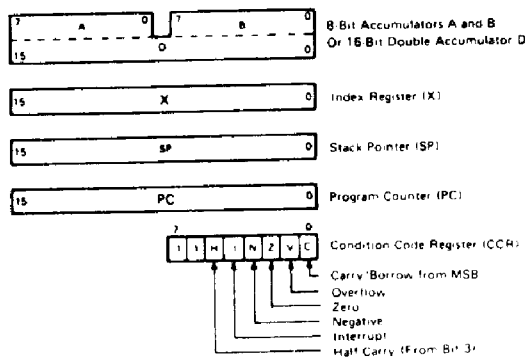 7 A 0 7 B 0 8-Bit Accumulators A and B
15 D 0 Or 16-Bit Double Accumulator D
15 X 0 Index Register (X)
15 SP 0 Stack Pointer (SP)
15 PC 0 Program Counter (PC)
7 0
1 1 H I N Z V C Condition Code Register (CCR)
Carry/Borrow from MSB
Overflow
Zero
Negative
Interrupt
Half Carry (From Bit 3)